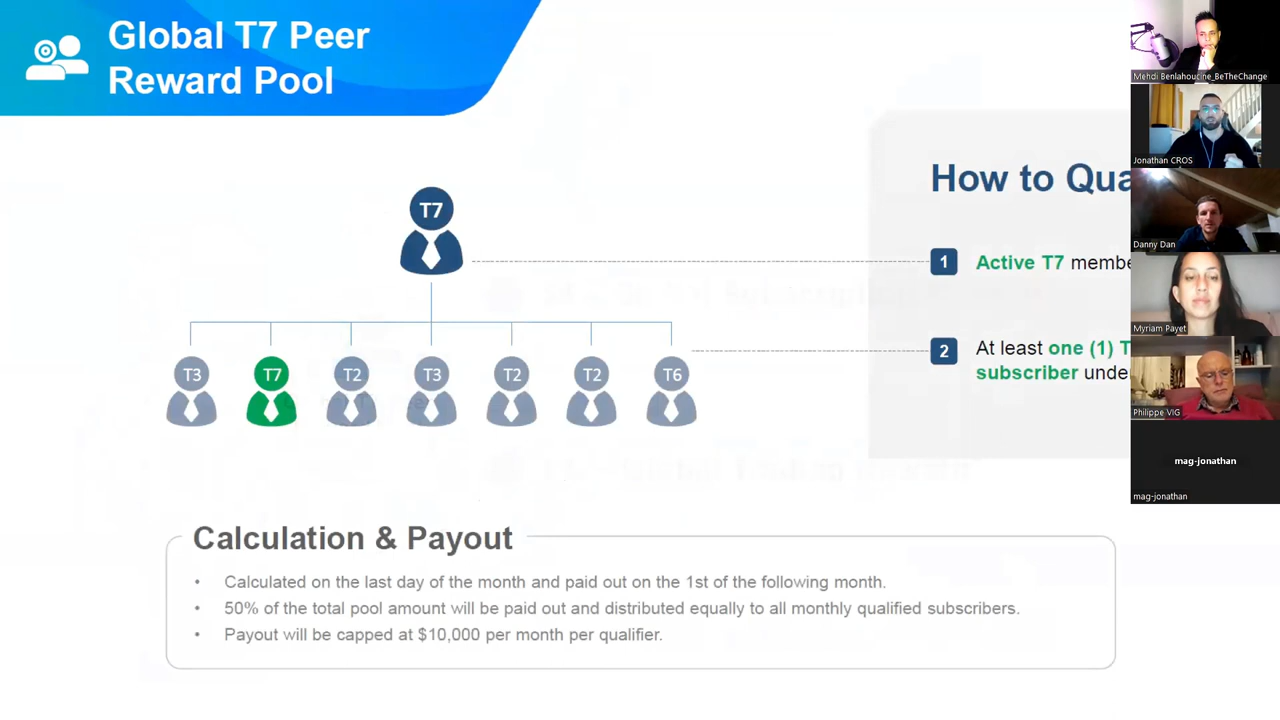 Global T7 Peer
Reward Pool
T7
T3
T7
T2
T3
T2
T2
T6
How to
1
Active T7
2
At least one (1)
subscriber
Calculation & Payout
• Calculated on the last day of the month and paid out on the 1st of the following month.
• 50% of the total pool amount will be paid out and distributed equally to all monthly qualified subscribers.
• Payout will be capped at $10,000 per month per qualifier.
Mehdi Benlahoucine_BeTheChange
Jonathan CROS
Danny Dan
Myriam Payet
Philippe VIG
mag-jonathan
mag-jonathan